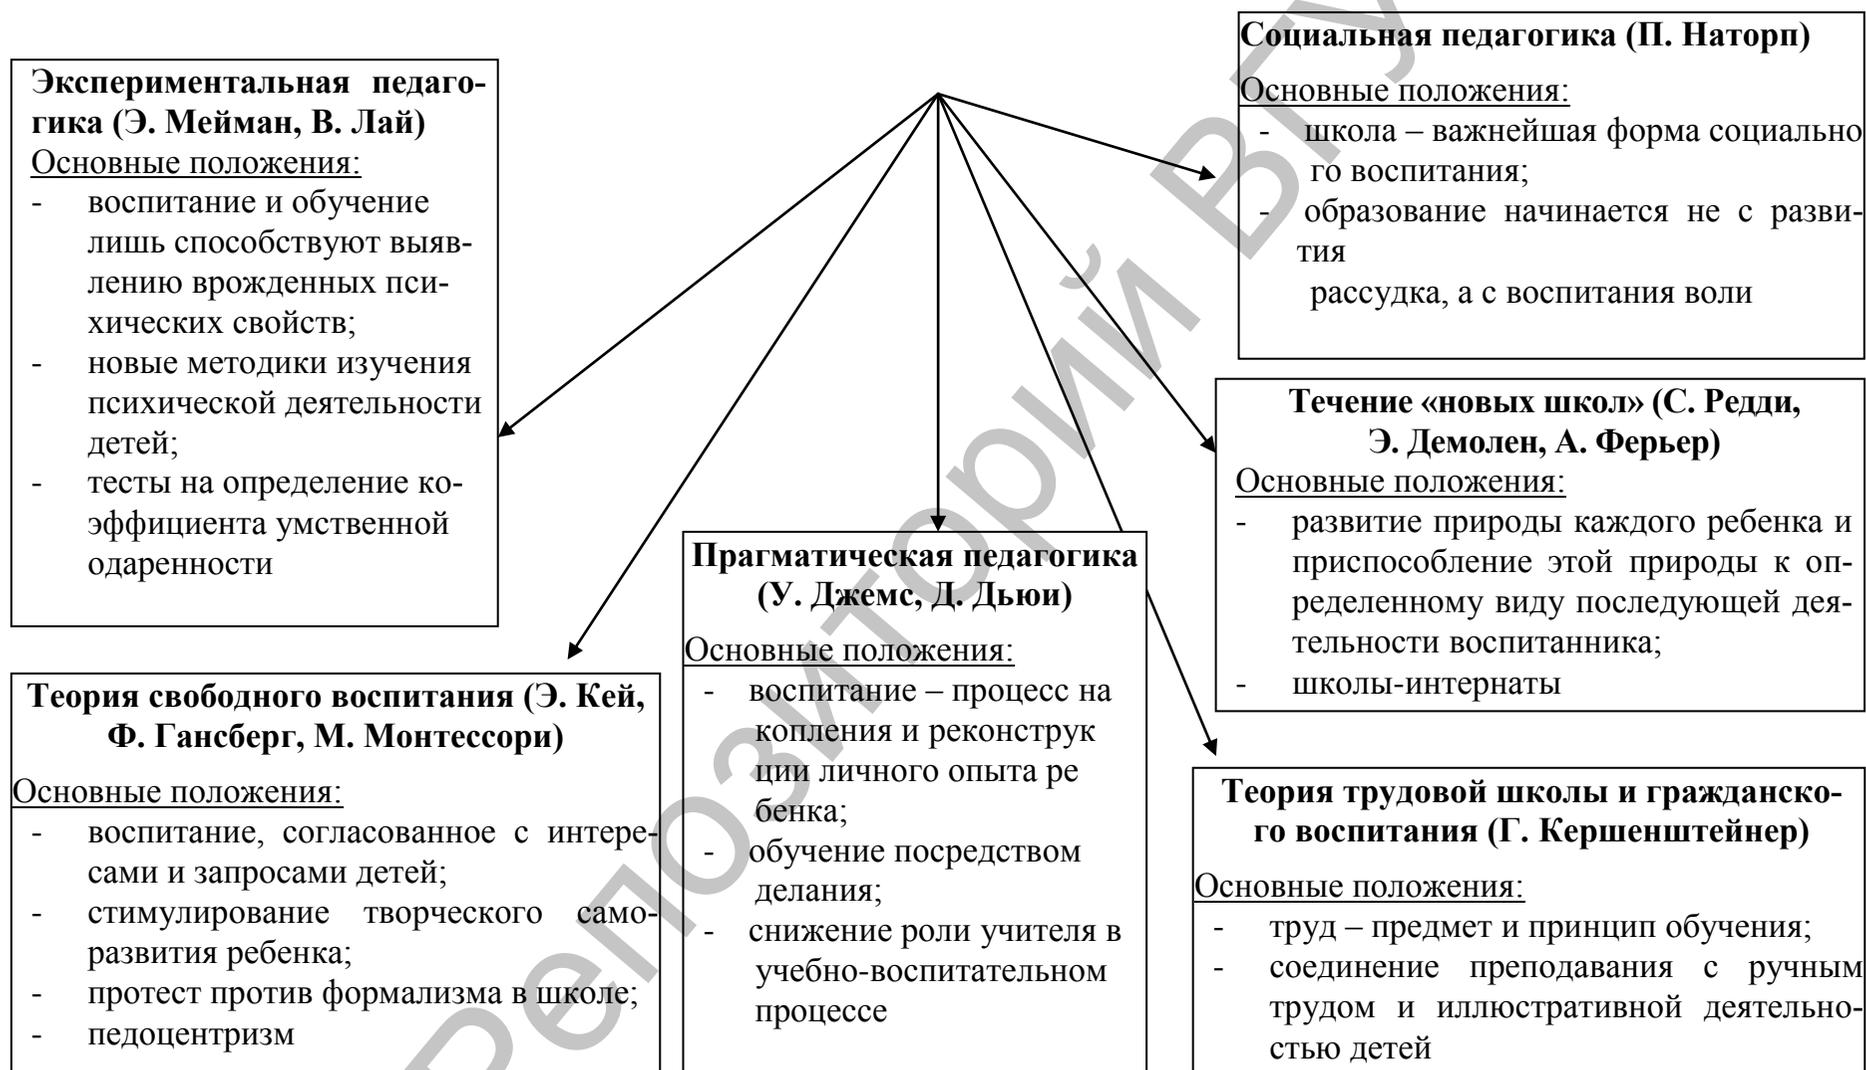 Экспериментальная педаго-
гика (Э. Мейман, В. Лай)
Основные положения:
- воспитание и обучение
лишь способствуют выяв-
лению врожденных пси-
хических свойств;
- новые методики изучения
психической деятельности
детей;
- тесты на определение ко-
эффициента умственной
одаренности
Теория свободного воспитания (Э. Кей,
Ф. Гансберг, М. Монтессори)
Основные положения:
- воспитание, согласованное с интере-
сами и запросами детей;
- стимулирование творческого само-
развития ребенка;
- протест против формализма в школе;
- педоцентризм
Прагматическая педагогика
(У. Джемс, Д. Дьюи)
Основные положения:
- воспитание – процесс на
копления и реконструк
ции личного опыта ре
бенка;
- обучение посредством
делания;
- снижение роли учителя в
учебно-воспитательном
процессе
Социальная педагогика (П. Наторп)
Основные положения:
- школа – важнейшая форма социально
го воспитания;
- образование начинается не с разви-
тия
рассудка, а с воспитания воли
Течение «новых школ» (С. Редди,
Э. Демолен, А. Ферьер)
Основные положения:
- развитие природы каждого ребенка и
приспособление этой природы к оп-
ределенному виду последующей дея-
тельности воспитанника;
- школы-интернаты
Теория трудовой школы и гражданско-
го воспитания (Г. Кершенштейнер)
Основные положения:
- труд – предмет и принцип обучения;
- соединение преподавания с ручным
трудом и иллюстративной деятельно-
стью детей
Репозиторий ВГУ